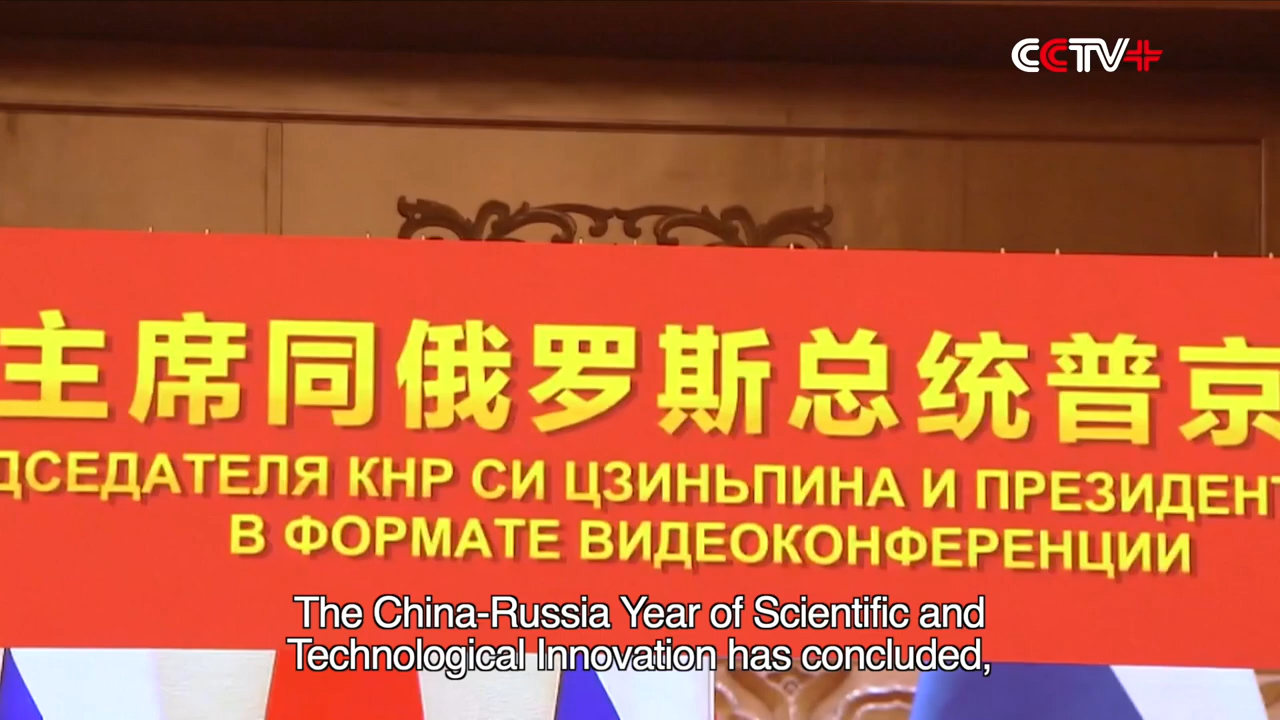 CCTV+
主席同俄罗斯总统普京
ДСЕДАТЕЛЯ КНР СИ ЦЗИНЬПИНА И ПРЕЗИДЕНТ
В ФОРМАТЕ ВИДЕОКОНФЕРЕНЦИИ
The China-Russia Year of Scientific and
Technological Innovation has concluded,